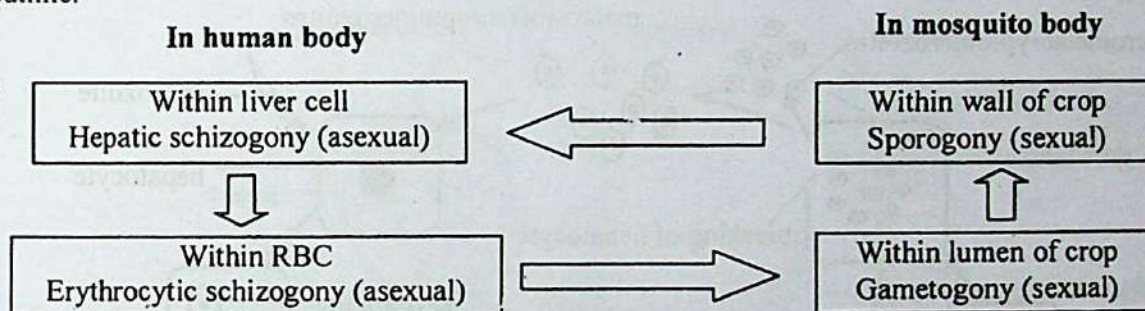 In human body
In mosquito body
Within liver cell
Hepatic schizogony (asexual)
Within wall of crop
Sporogony (sexual)
Within RBC
Erythrocytic schizogony (asexual)
Within lumen of crop
Gametogony (sexual)